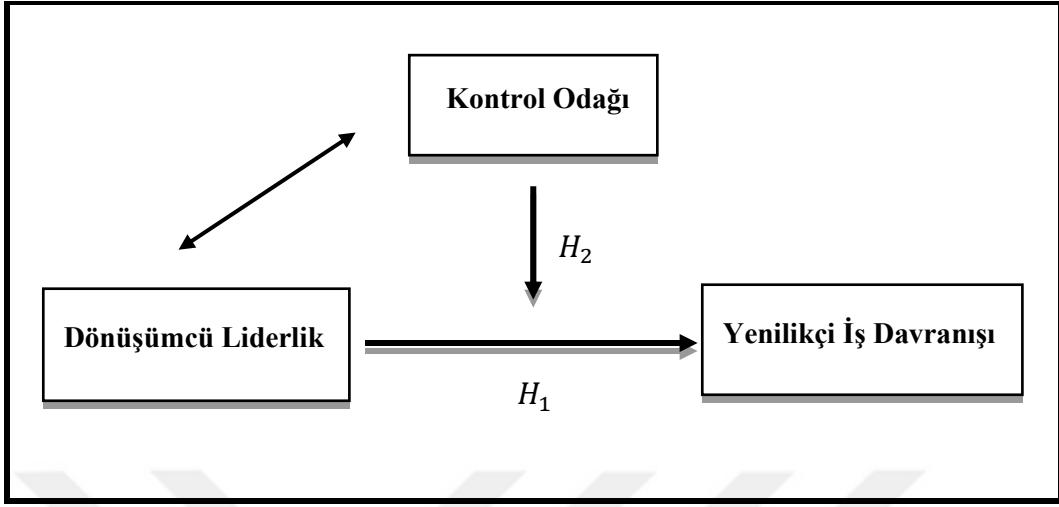 Kontrol Odağı
H₂
Dönüşümcü Liderlik
Yenilikçi İş Davranışı
H₁